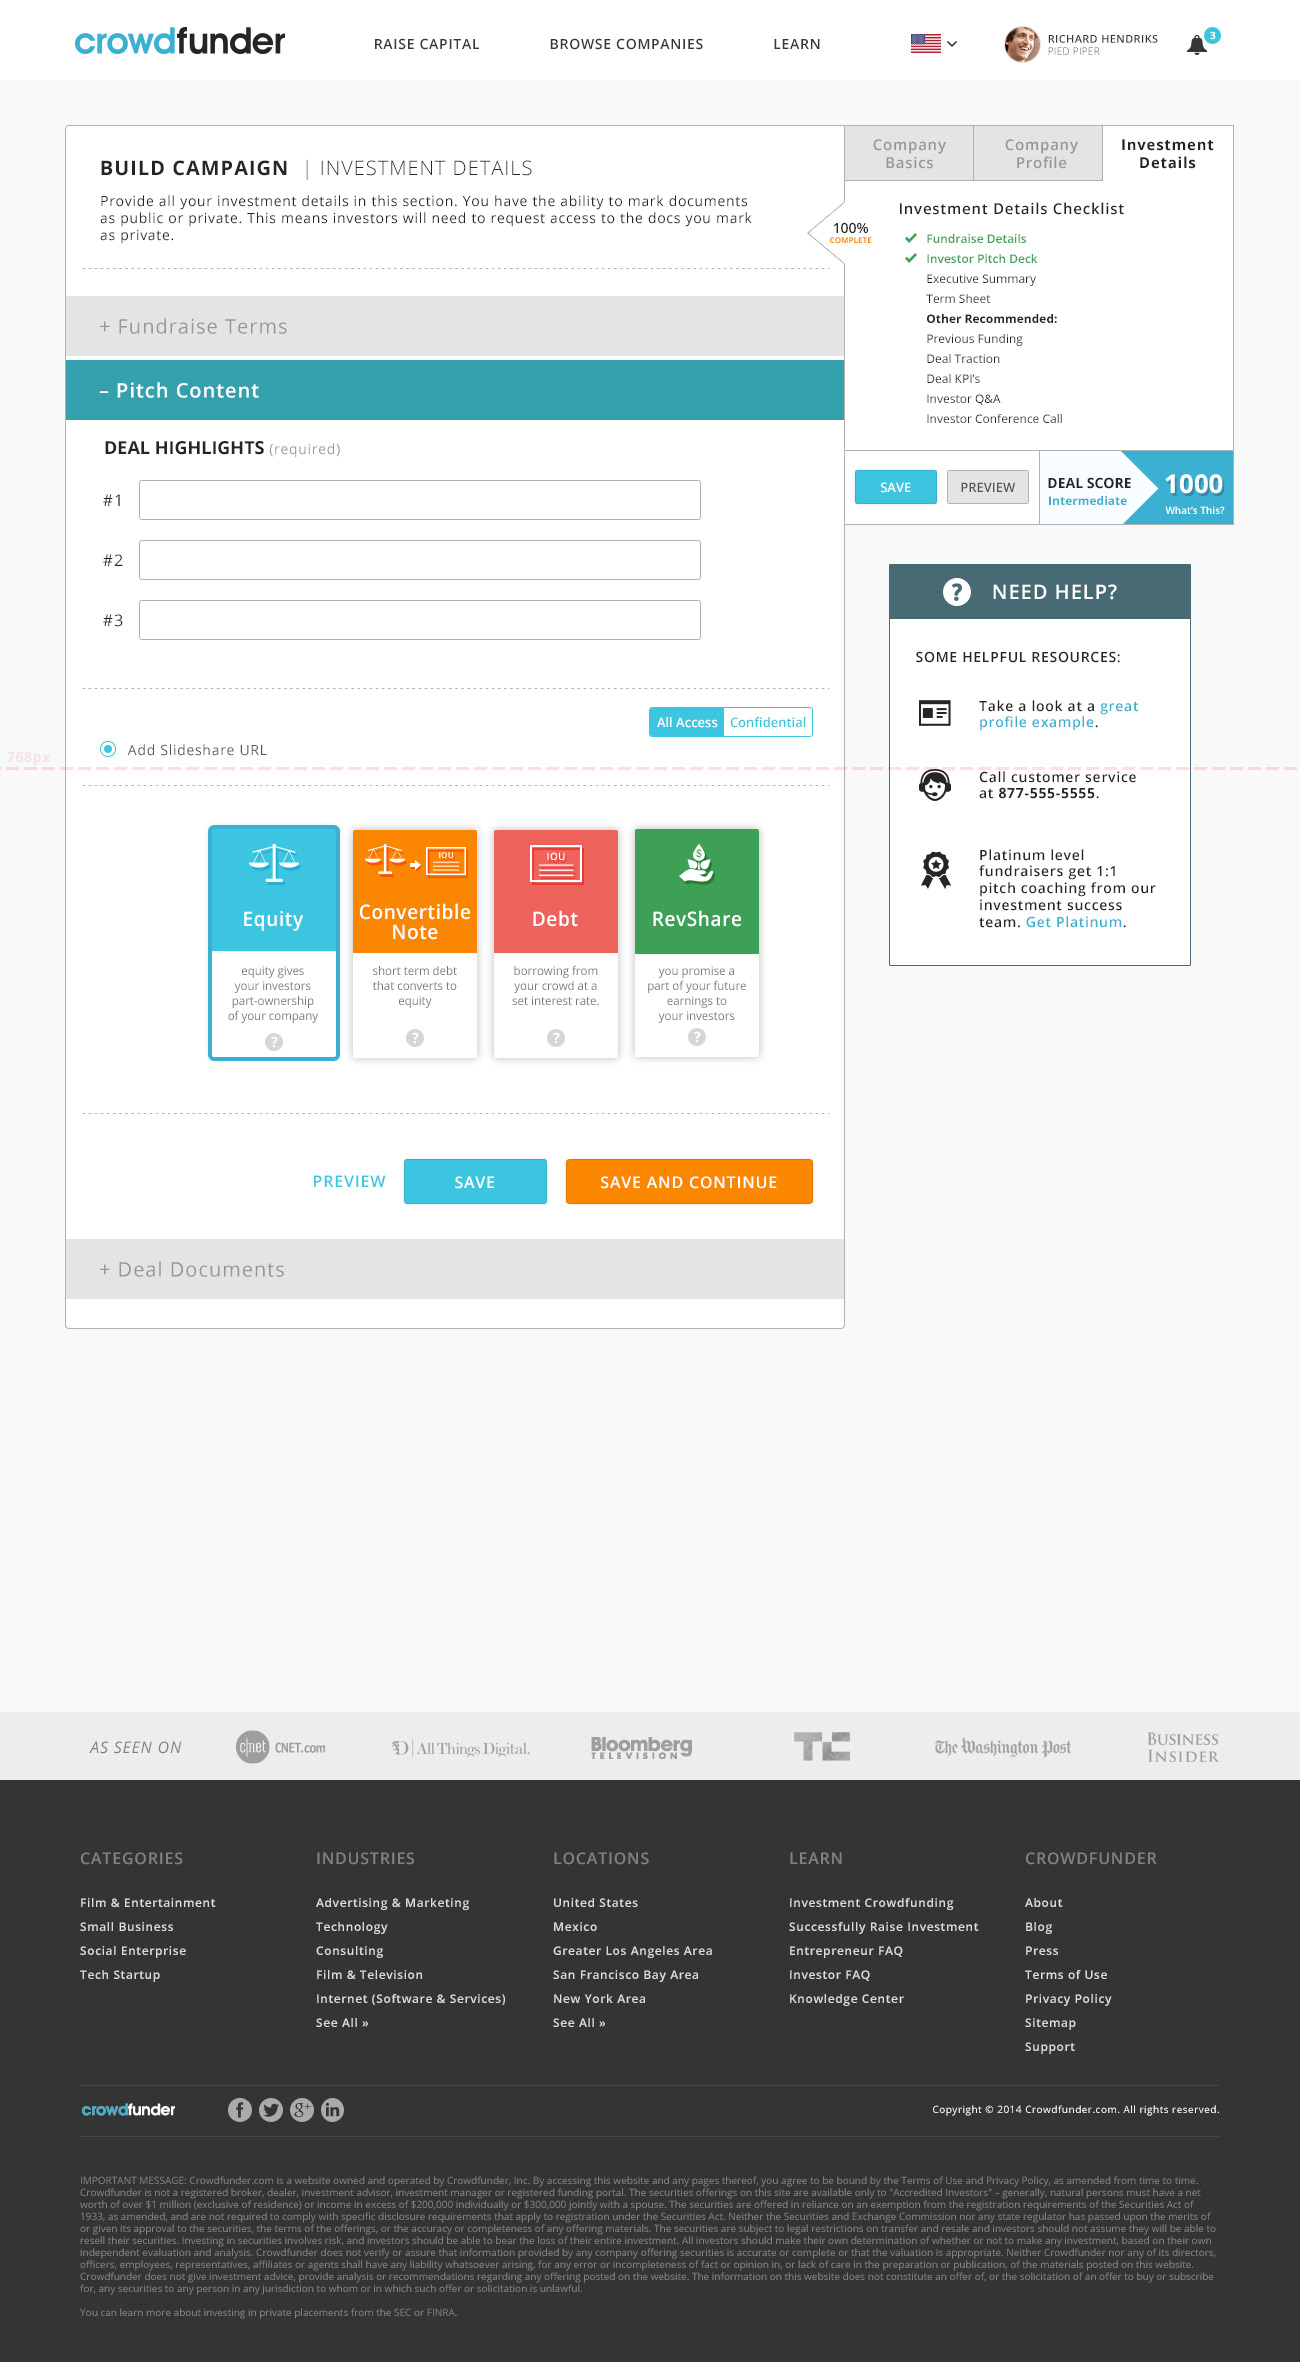 crowdfunder
RAISE CAPITAL
BROWSE COMPANIES
LEARN
RICHARD HENDRIKS
PIED PIPER
3
BUILD CAMPAIGN | INVESTMENT DETAILS
Provide all your investment details in this section. You have the ability to mark documents
as public or private. This means investors will need to request access to the docs you mark
as private.
+ Fundraise Terms
– Pitch Content
DEAL HIGHLIGHTS (required)
#1
#2
#3
All Access
Confidential
Add Slideshare URL
768px
Equity
equity gives
your investors
part-ownership
of your company
?
IOU
Convertible
Note
short term debt
that converts to
equity
?
IOU
Debt
borrowing from
your crowd at a
set interest rate.
?
$
RevShare
you promise a
part of your future
earnings to
your investors
?
PREVIEW
SAVE
SAVE AND CONTINUE
+ Deal Documents
Company
Basics
Company
Profile
Investment
Details
100%
COMPLETE
Investment Details Checklist
Fundraise Details
Investor Pitch Deck
Executive Summary
Term Sheet
Other Recommended:
Previous Funding
Deal Traction
Deal KPI's
Investor Q&A
Investor Conference Call
SAVE
PREVIEW
DEAL SCORE
Intermediate
1000
What's This?
? NEED HELP?
SOME HELPFUL RESOURCES:
Take a look at a great
profile example.
Call customer service
at 877-555-5555.
Platinum level
fundraisers get 1:1
pitch coaching from our
investment success
team. Get Platinum.
AS SEEN ON
c|net CNET.com
D | All Things Digital.
Bloomberg
TELEVISION
TC
The Washington Post
BUSINESS
INSIDER
CATEGORIES
Film & Entertainment
Small Business
Social Enterprise
Tech Startup
INDUSTRIES
Advertising & Marketing
Technology
Consulting
Film & Television
Internet (Software & Services)
See All »
LOCATIONS
United States
Mexico
Greater Los Angeles Area
San Francisco Bay Area
New York Area
See All »
LEARN
Investment Crowdfunding
Successfully Raise Investment
Entrepreneur FAQ
Investor FAQ
Knowledge Center
CROWDFUNDER
About
Blog
Press
Terms of Use
Privacy Policy
Sitemap
Support
crowdfunder
f
g+
in
Copyright © 2014 Crowdfunder.com. All rights reserved.
IMPORTANT MESSAGE: Crowdfunder.com is a website owned and operated by Crowdfunder, Inc. By accessing this website and any pages thereof, you agree to be bound by the Terms of Use and Privacy Policy, as amended from time to time.
Crowdfunder is not a registered broker, dealer, investment advisor, investment manager or registered funding portal. The securities offerings on this site are available only to "Accredited Investors" – generally, natural persons must have a net
worth of over $1 million (exclusive of residence) or income in excess of $200,000 individually or $300,000 jointly with a spouse. The securities are offered in reliance on an exemption from the registration requirements of the Securities Act of
1933, as amended, and are not required to comply with specific disclosure requirements that apply to registration under the Securities Act. Neither the Securities and Exchange Commission nor any state regulator has passed upon the merits of
or given its approval to the securities, the terms of the offerings, or the accuracy or completeness of any offering materials. The securities are subject to legal restrictions on transfer and resale and investors should not assume they will be able to
resell their securities. Investing in securities involves risk, and investors should be able to bear the loss of their entire investment. All investors should make their own determination of whether or not to make any investment, based on their own
independent evaluation and analysis. Crowdfunder does not verify or assure that information provided by any company offering securities is accurate or complete or that the valuation is appropriate. Neither Crowdfunder nor any of its directors,
officers, employees, representatives, affiliates or agents shall have any liability whatsoever arising, for any error or incompleteness of fact or opinion in, or lack of care in the preparation or publication, of the materials posted on this website.
Crowdfunder does not give investment advice, provide analysis or recommendations regarding any offering posted on the website. The information on this website does not constitute an offer of, or the solicitation of an offer to buy or subscribe
for, any securities to any person in any jurisdiction to whom or in which such offer or solicitation is unlawful.
You can learn more about investing in private placements from the SEC or FINRA.